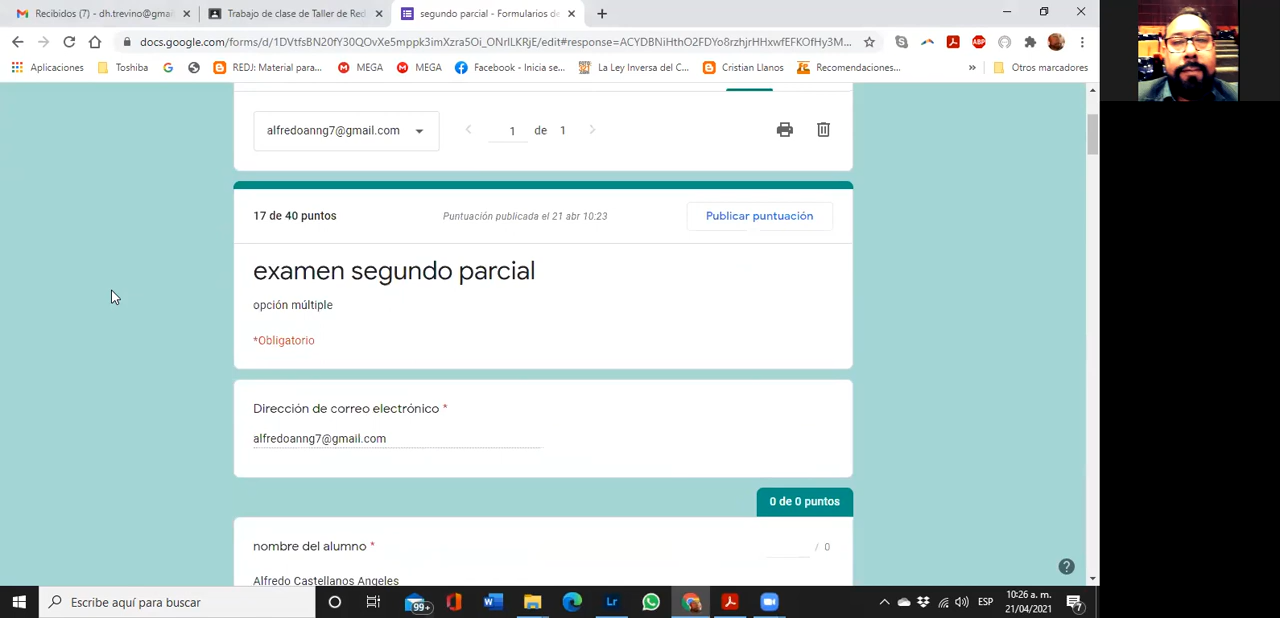 Recibidos (7) - dh.trevino@gmai
Trabajo de clase de Taller de Red
segundo parcial - Formularios de
docs.google.com/forms/d/1DVtfsBN20fY30QOvXe5mppk3imXzra5Oi_ONirIKRjE/edit#response=ACYDBNiHthO2FDYo8rzhjrHHxwfEFKOfHy3M...
Aplicaciones
Toshiba
REDJ: Material para...
MEGA
MEGA
Facebook - Inicia se...
La Ley Inversa del C...
Cristian Llanos
Recomendaciones...
»
Otros marcadores
alfredoanng7@gmail.com
1 de 1
17 de 40 puntos
Puntuación publicada el 21 abr 10:23
Publicar puntuación
examen segundo parcial
opción múltiple
*Obligatorio
Dirección de correo electrónico *
alfredoanng7@gmail.com
0 de 0 puntos
nombre del alumno *
/ 0
Alfredo Castellanos Angeles
Escribe aquí para buscar
99+
ESP
10:26 a. m.
21/04/2021
7